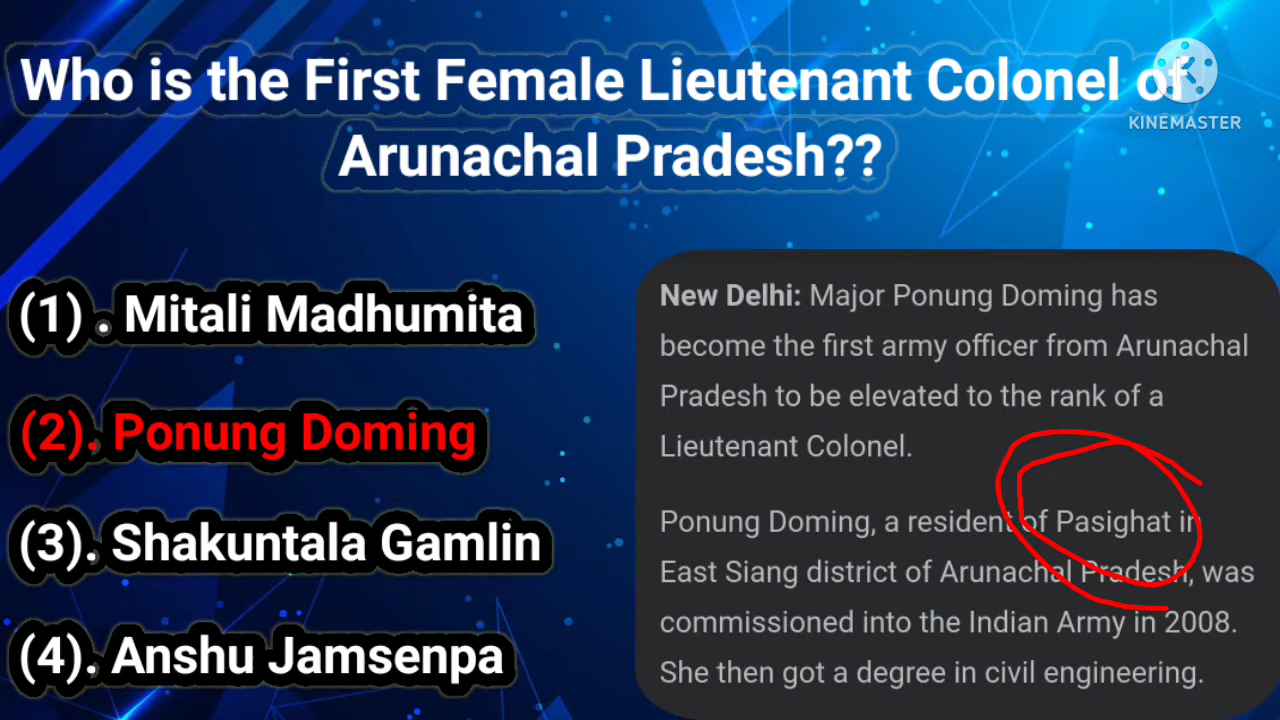 Who is the First Female Lieutenant Colonel of
KINEMASTER
Arunachal Pradesh??
(1) . Mitali Madhumita
(2). Ponung Doming
(3). Shakuntala Gamlin
(4). Anshu Jamsenpa
New Delhi: Major Ponung Doming has
become the first army officer from Arunachal
Pradesh to be elevated to the rank of a
Lieutenant Colonel.
Ponung Doming, a resident of Pasighat in
East Siang district of Arunachal Pradesh, was
commissioned into the Indian Army in 2008.
She then got a degree in civil engineering.